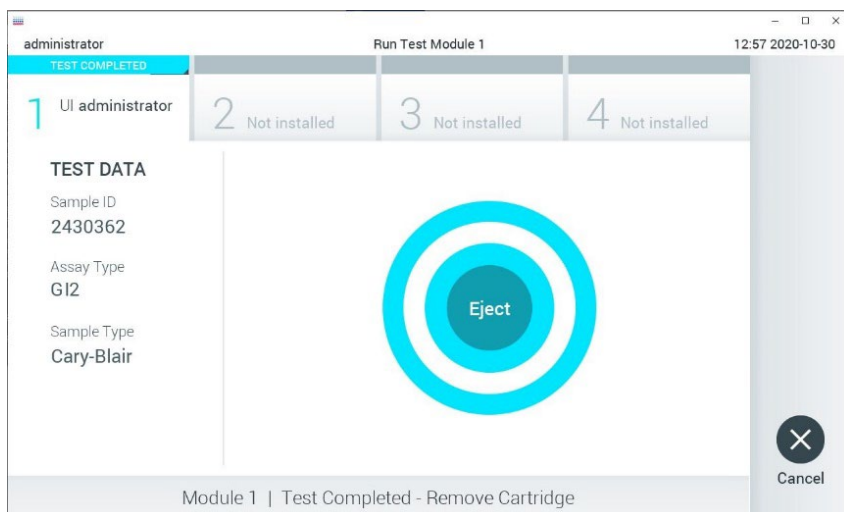 administrator Run Test Module 1 12:57 2020-10-30
TEST COMPLETED
1 UI administrator 2 Not installed 3 Not installed 4 Not installed
TEST DATA
Sample ID
2430362
Assay Type
GI2
Sample Type
Cary-Blair
Eject
Cancel
Module 1 | Test Completed - Remove Cartridge